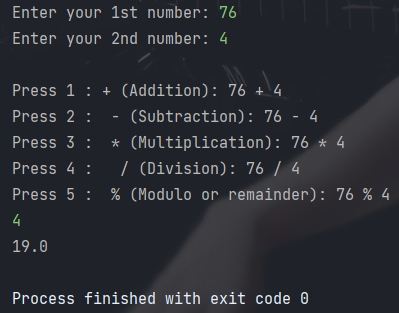 Enter your 1st number: 76
Enter your 2nd number: 4
Press 1 : + (Addition): 76 + 4
Press 2 :  - (Subtraction): 76 - 4
Press 3 :  * (Multiplication): 76 * 4
Press 4 :   / (Division): 76 / 4
Press 5 :  % (Modulo or remainder): 76 % 4
4
19.0
Process finished with exit code 0